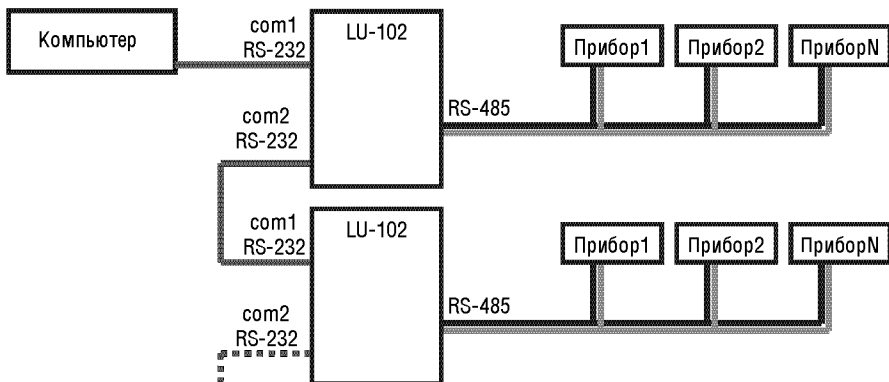 Компьютер
com1
RS-232
LU-102
Прибор1
Прибор2
ПриборN
com2
RS-232
RS-485
com1
RS-232
LU-102
Прибор1
Прибор2
ПриборN
com2
RS-232
RS-485